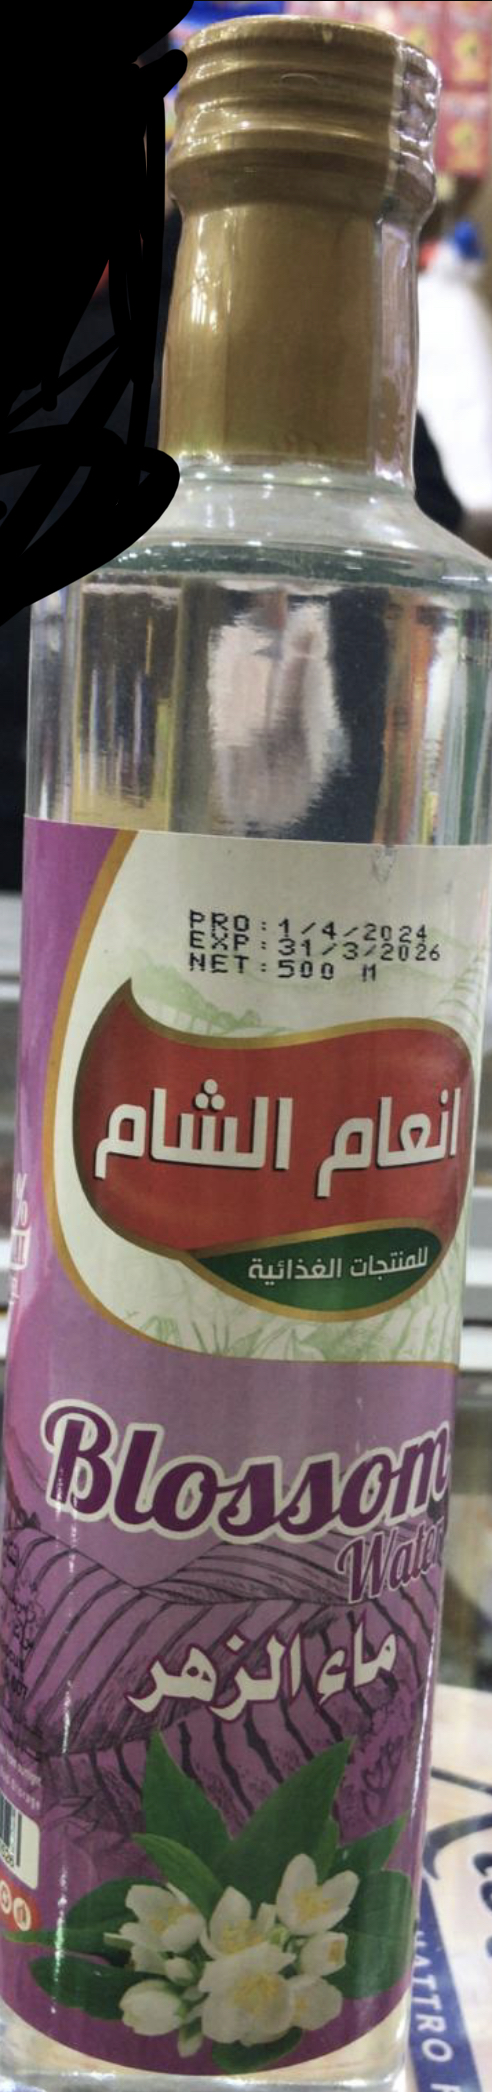 PRO : 1/4/2024
EXP : 31/3/2026
NET : 500 M
انعام الشام
للمنتجات الغذائية
%
Blossom
Water
ماء الزهر